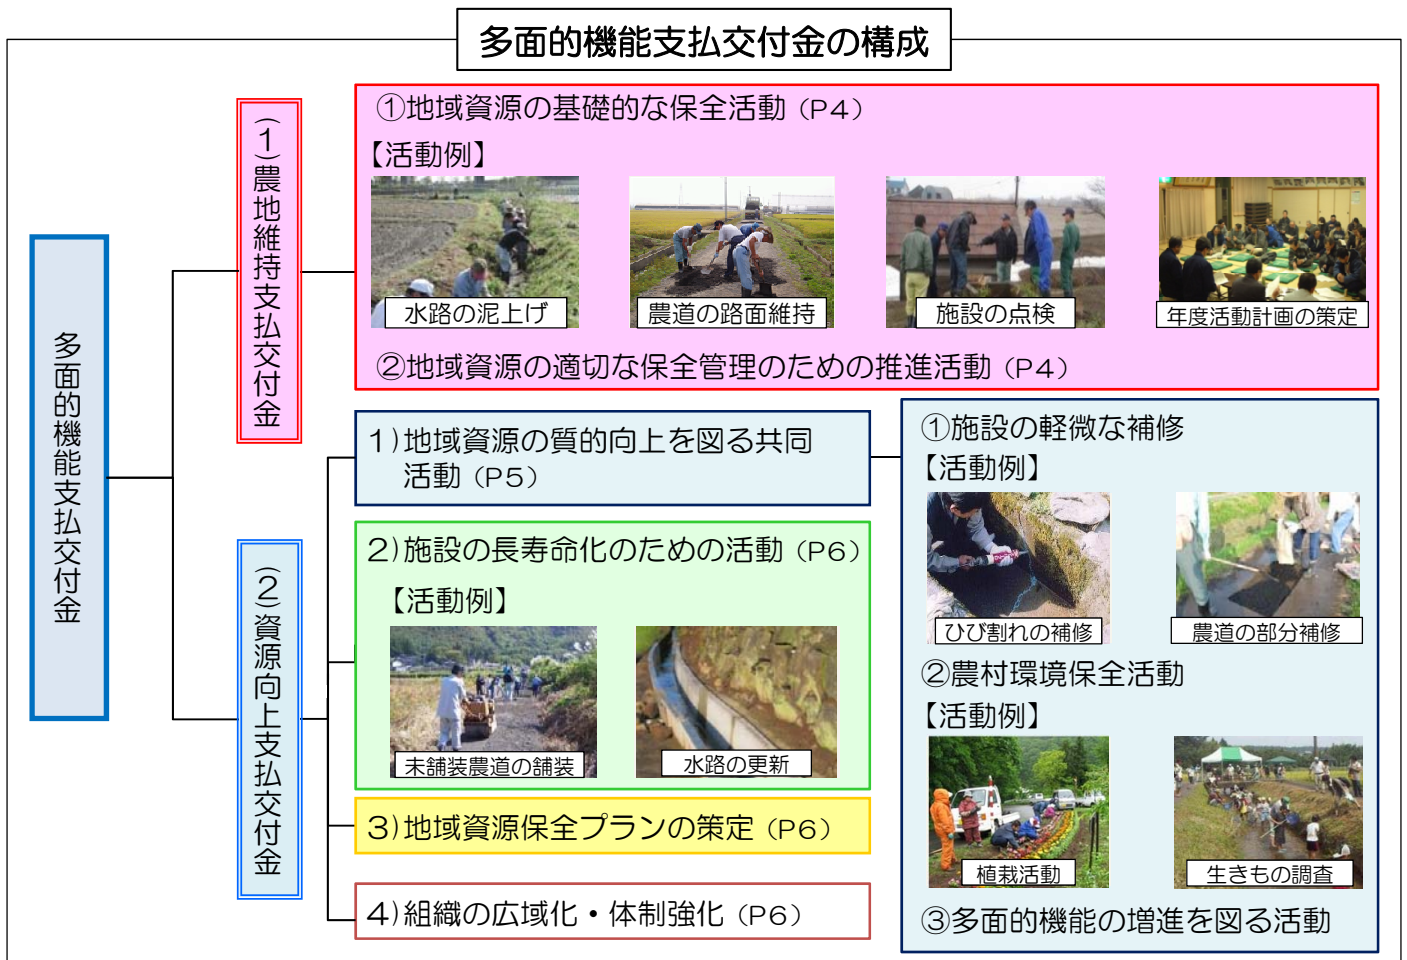 多面的機能支払交付金の構成
多面的機能支払交付金
(1)農地維持支払交付金
①地域資源の基礎的な保全活動(P4)
【活動例】
水路の泥上げ
農道の路面維持
施設の点検
年度活動計画の策定
②地域資源の適切な保全管理のための推進活動(P4)
(2)資源向上支払交付金
1)地域資源の質的向上を図る共同
活動(P5)
①施設の軽微な補修
【活動例】
ひび割れの補修
農道の部分補修
②農村環境保全活動
【活動例】
植栽活動
生きもの調査
③多面的機能の増進を図る活動
2)施設の長寿命化のための活動(P6)
【活動例】
未舗装農道の舗装
水路の更新
3)地域資源保全プランの策定(P6)
4)組織の広域化・体制強化(P6)